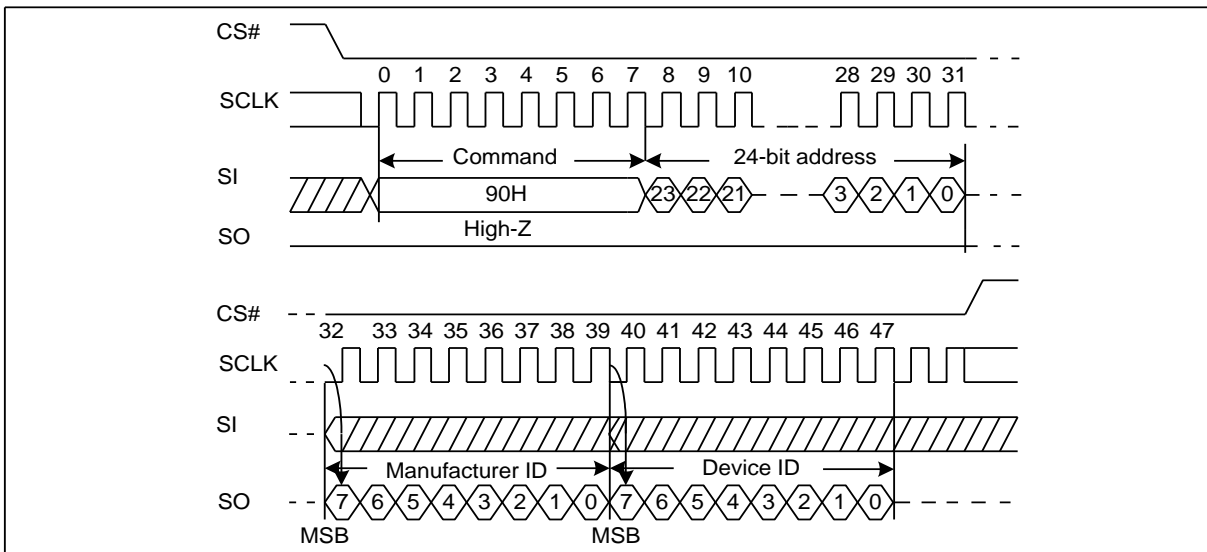 CS#
0 1 2 3 4 5 6 7 8 9 10 28 29 30 31
SCLK
Command 24-bit address
SI
90H 23 22 21 3 2 1 0
High-Z
SO
CS#
32 33 34 35 36 37 38 39 40 41 42 43 44 45 46 47
SCLK
SI
Manufacturer ID Device ID
SO 7 6 5 4 3 2 1 0 7 6 5 4 3 2 1 0
MSB MSB